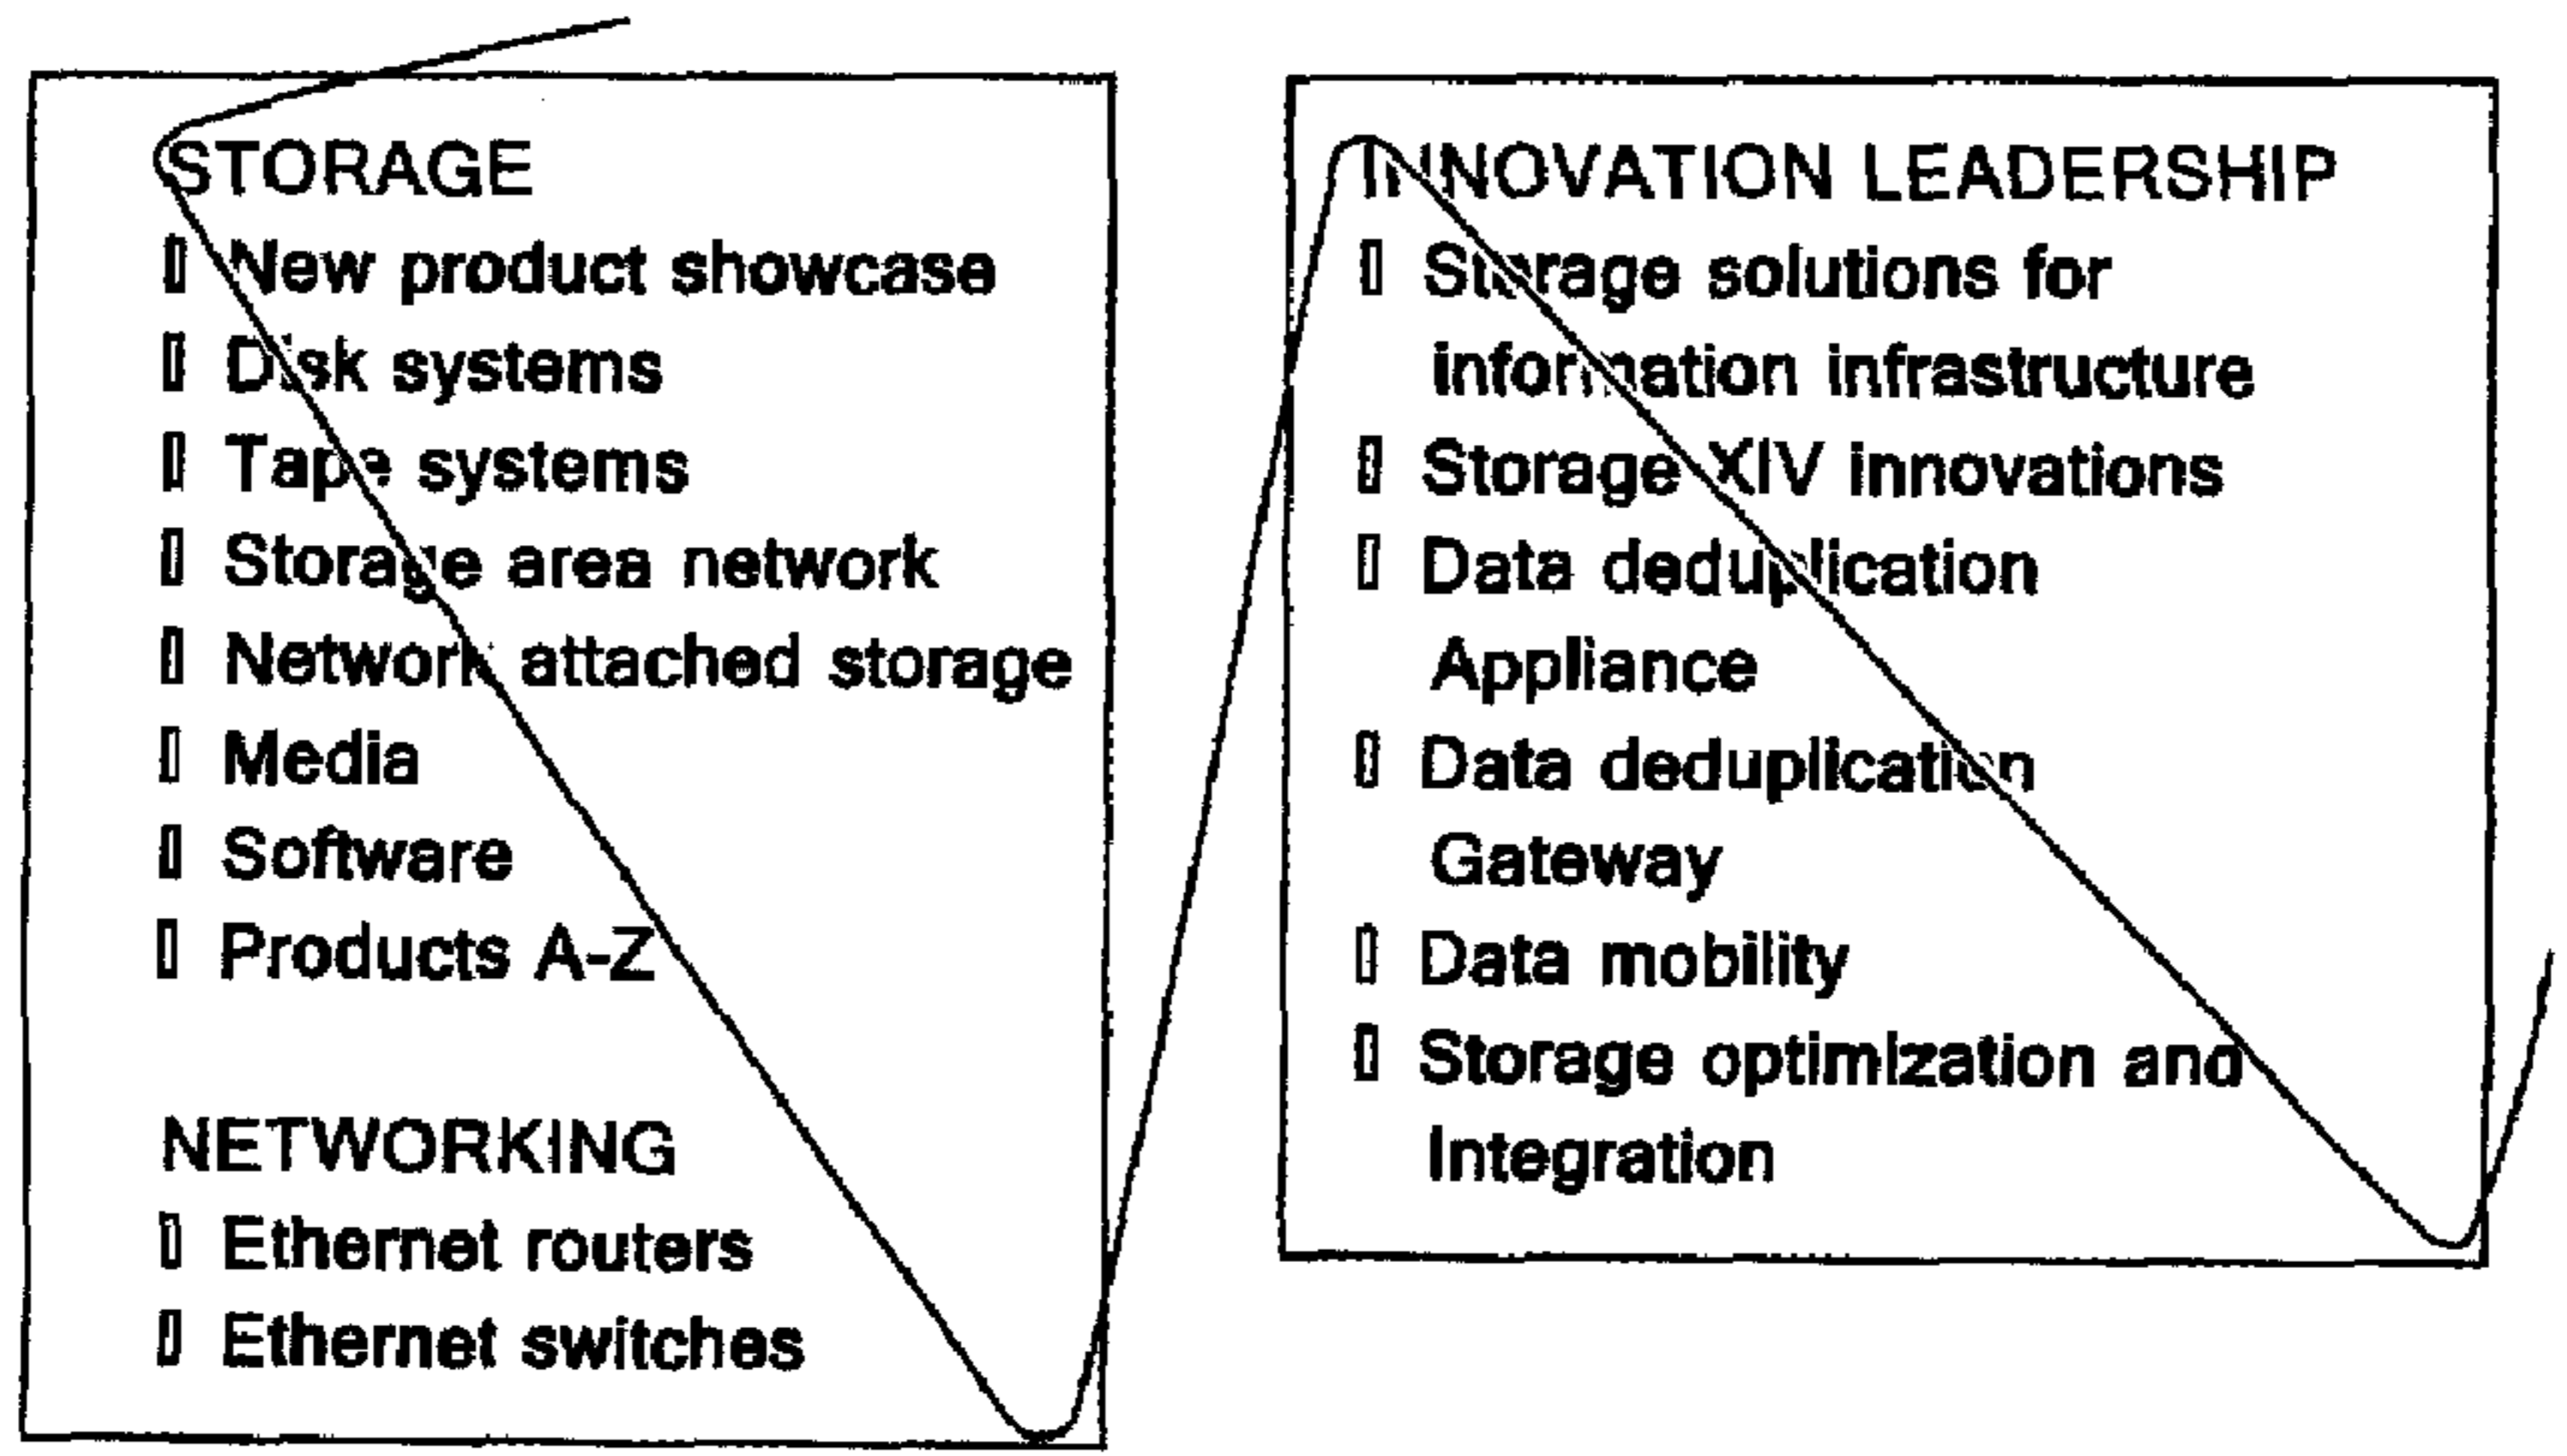 STORAGE
▯ New product showcase
▯ Disk systems
▯ Tape systems
▯ Storage area network
▯ Network attached storage
▯ Media
▯ Software
▯ Products A-Z
NETWORKING
▯ Ethernet routers
▯ Ethernet switches
INNOVATION LEADERSHIP
▯ Storage solutions for
information infrastructure
▯ Storage XIV innovations
▯ Data deduplication
Appliance
▯ Data deduplication
Gateway
▯ Data mobility
▯ Storage optimization and
Integration